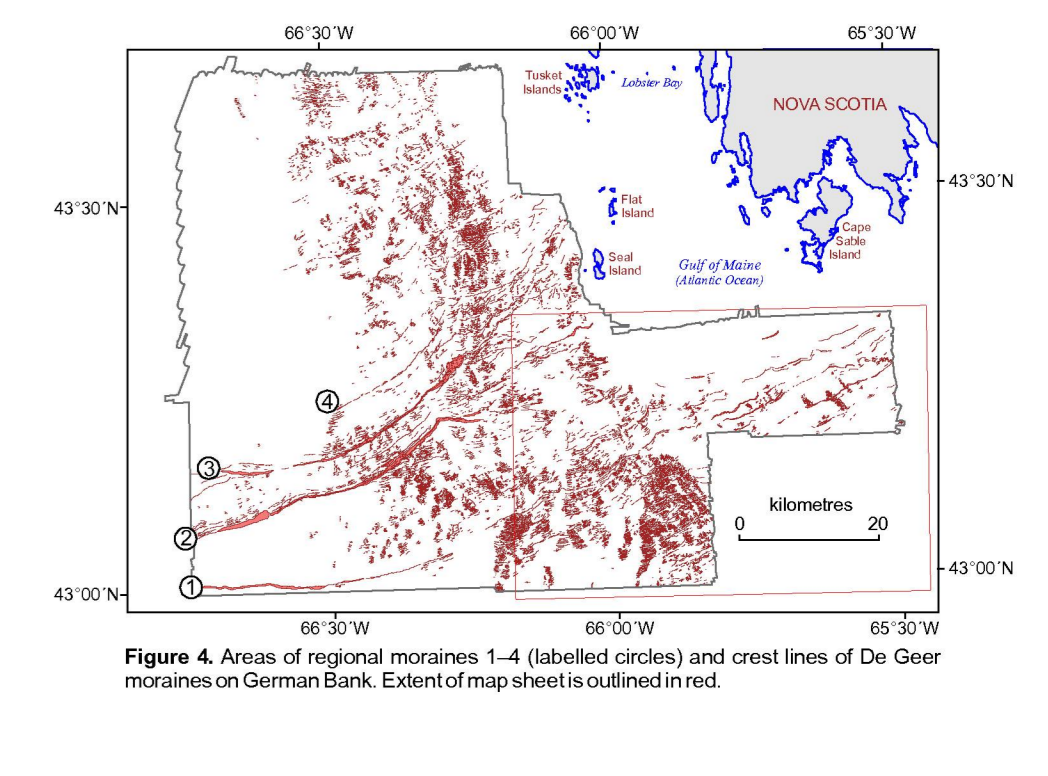 66°30´W 66°00´W 65°30´W
Tusket
Islands
Lobster Bay
NOVA SCOTIA
43°30´N
43°30´N
Flat
Island
Cape
Sable
Island
Seal
Island
Gulf of Maine
(Atlantic Ocean)
4
3
kilometres
0 20
2
43°00´N
1
43°00´N
66°30´W 66°00´W 65°30´W
Figure 4. Areas of regional moraines 1–4 (labelled circles) and crest lines of De Geer
moraines on German Bank. Extent of map sheet is outlined in red.